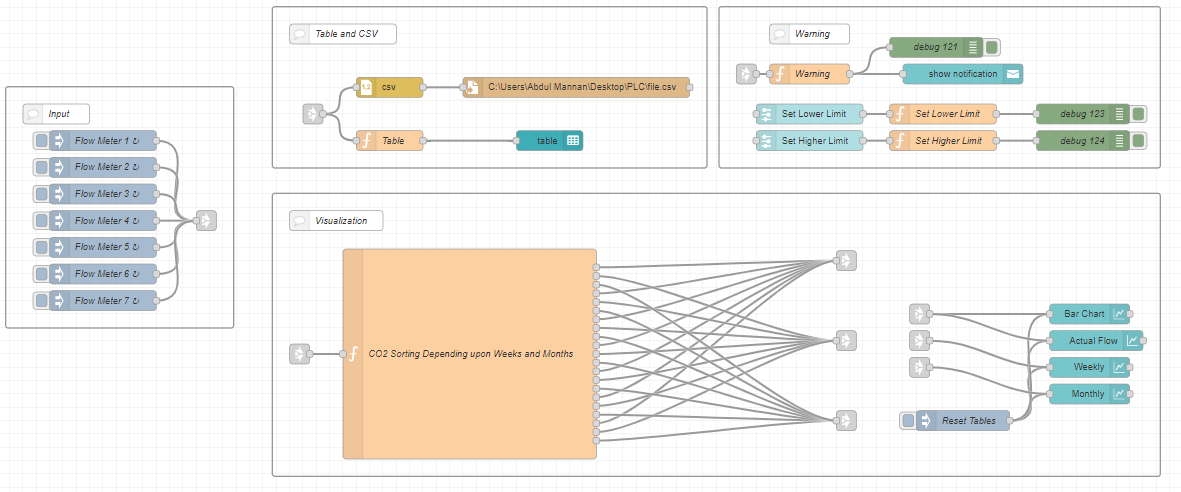 Table and CSV
csv
C:\Users\Abdul Mannan\Desktop\PLC\file.csv
Table
table
Warning
debug 121
Warning
show notification
Set Lower Limit
Set Lower Limit
debug 123
Set Higher Limit
Set Higher Limit
debug 124
Input
Flow Meter 1 ↻
Flow Meter 2 ↻
Flow Meter 3 ↻
Flow Meter 4 ↻
Flow Meter 5 ↻
Flow Meter 6 ↻
Flow Meter 7 ↻
Visualization
CO2 Sorting Depending upon Weeks and Months
Bar Chart
Actual Flow
Weekly
Monthly
Reset Tables